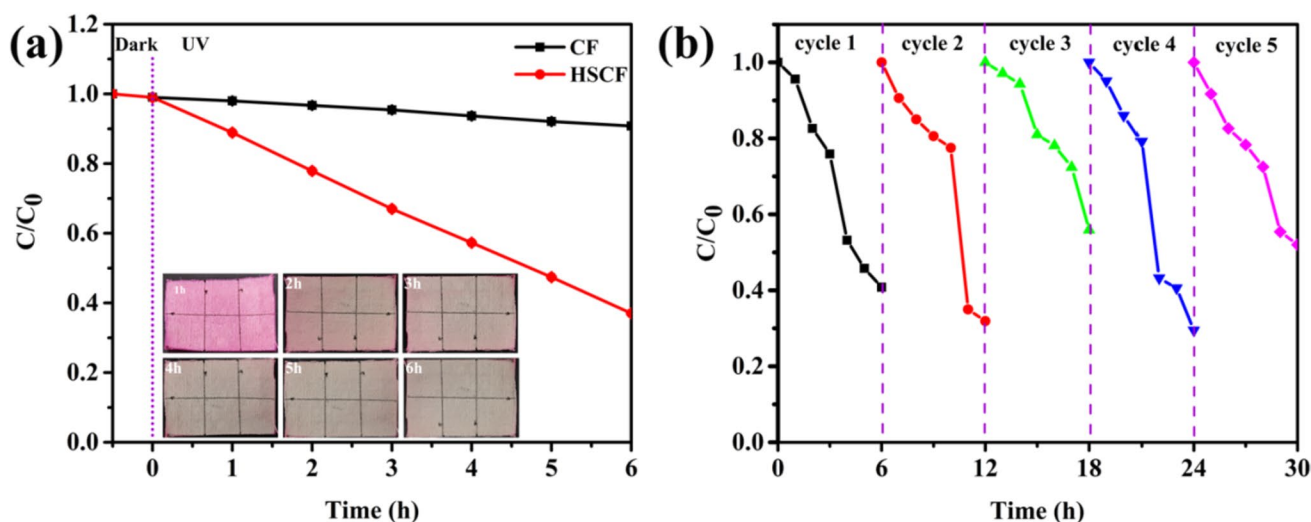 (a)
Dark UV
CF
HSCF
C/C0
1.2
1.0
0.8
0.6
0.4
0.2
0.0
1h 2h 3h
4h 5h 6h
0 1 2 3 4 5 6
Time (h)
(b)
cycle 1 cycle 2 cycle 3 cycle 4 cycle 5
C/C0
1.0
0.8
0.6
0.4
0.2
0.0
0 6 12 18 24 30
Time (h)